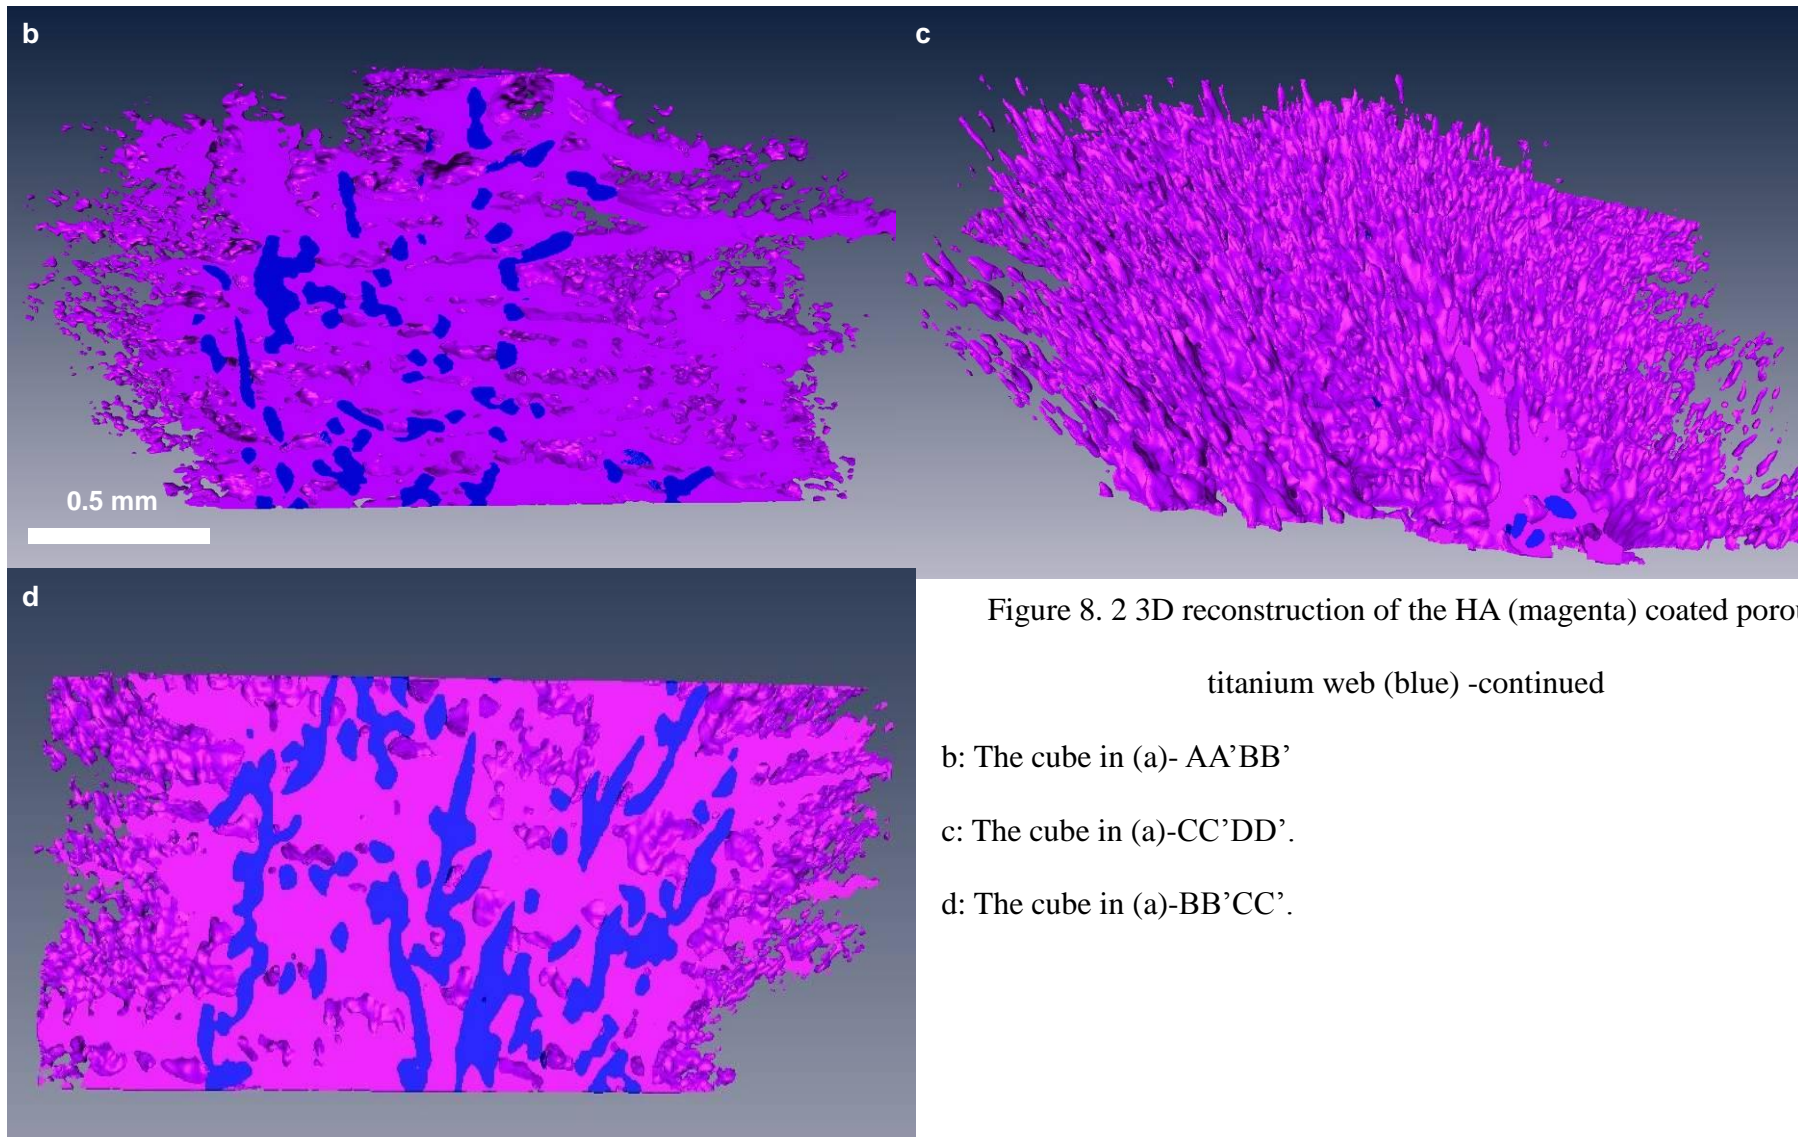 b
c
0.5 mm
d
Figure 8. 2 3D reconstruction of the HA (magenta) coated
titanium web (blue) -continued
b: The cube in (a)- AA’BB’
c: The cube in (a)-CC’DD’.
d: The cube in (a)-BB’CC’.